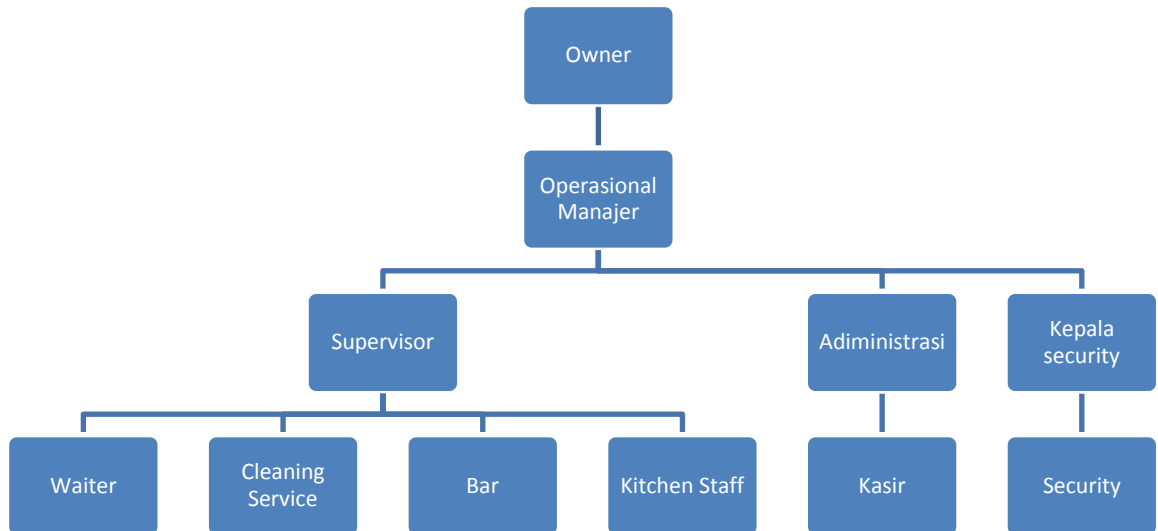 Owner
Operasional
Manajer
Supervisor
Adiministrasi
Kepala
security
Waiter
Cleaning
Service
Bar
Kitchen Staff
Kasir
Security